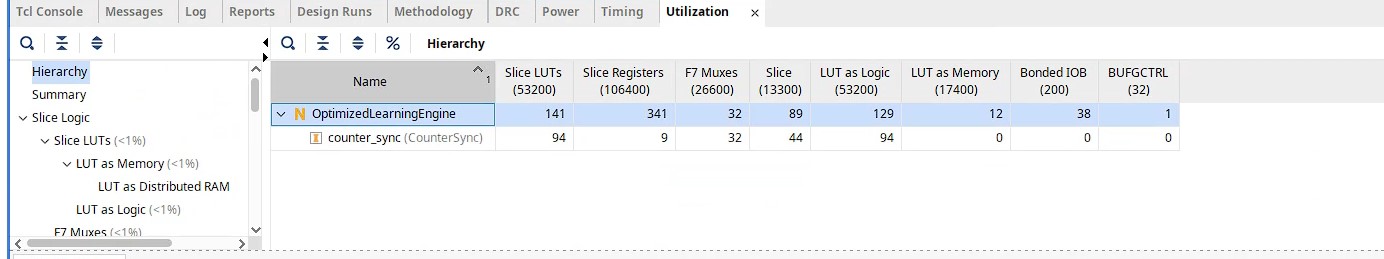 Tcl Console Messages Log Reports Design Runs Methodology DRC Power Timing Utilization ×
Hierarchy
Summary
Slice Logic
Slice LUTs (<1%)
LUT as Memory (<1%)
LUT as Distributed RAM
LUT as Logic (<1%)
F7 Muxes (<1%)
% Hierarchy
Name 1 Slice LUTs (53200) Slice Registers (106400) F7 Muxes (26600) Slice (13300) LUT as Logic (53200) LUT as Memory (17400) Bonded IOB (200) BUFGCTRL (32)
N OptimizedLearningEngine 141 341 32 89 129 12 38 1
I counter_sync (CounterSync) 94 9 32 44 94 0 0 0